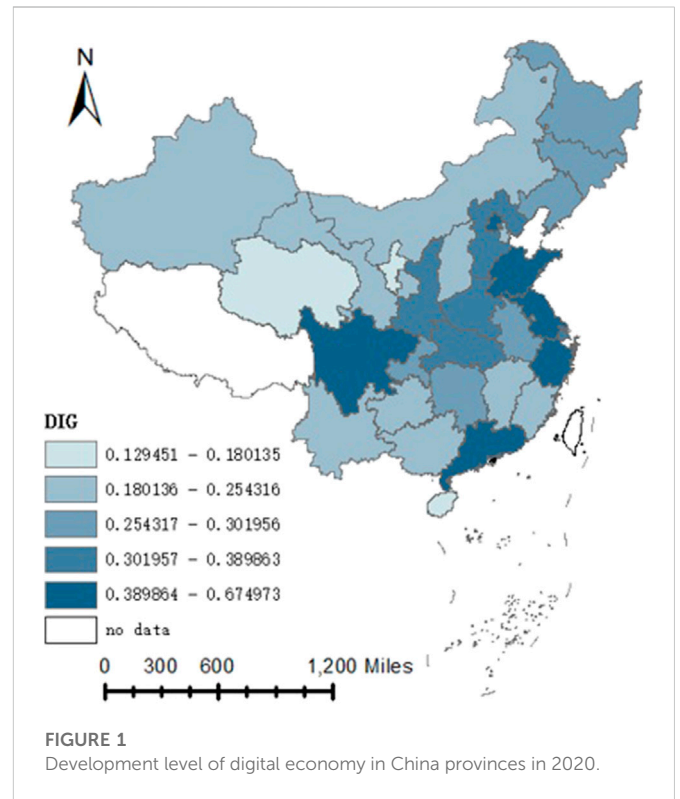 N
DIG
0.129451 - 0.180135
0.180136 - 0.254316
0.254317 - 0.301956
0.301957 - 0.389863
0.389864 - 0.674973
no data
0 300 600 1,200 Miles
FIGURE 1
Development level of digital economy in China provinces in 2020.